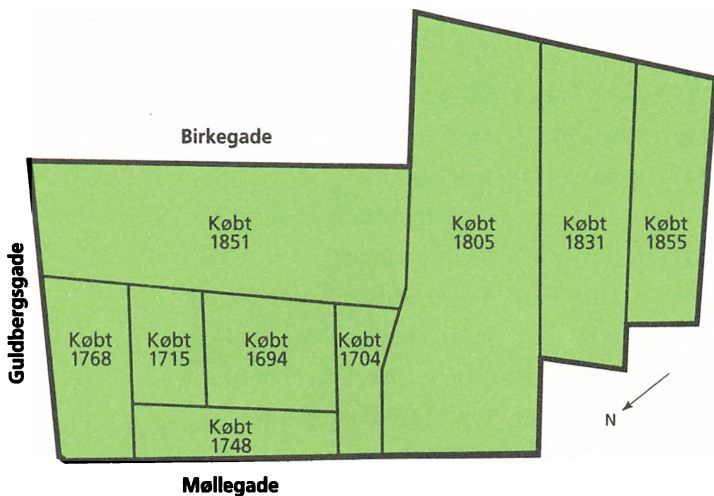 Birkegade
Købt
1851
Købt
1805
Købt
1831
Købt
1855
Guldbergsgade
Købt
1768
Købt
1715
Købt
1694
Købt
1704
Købt
1748
N
Møllegade